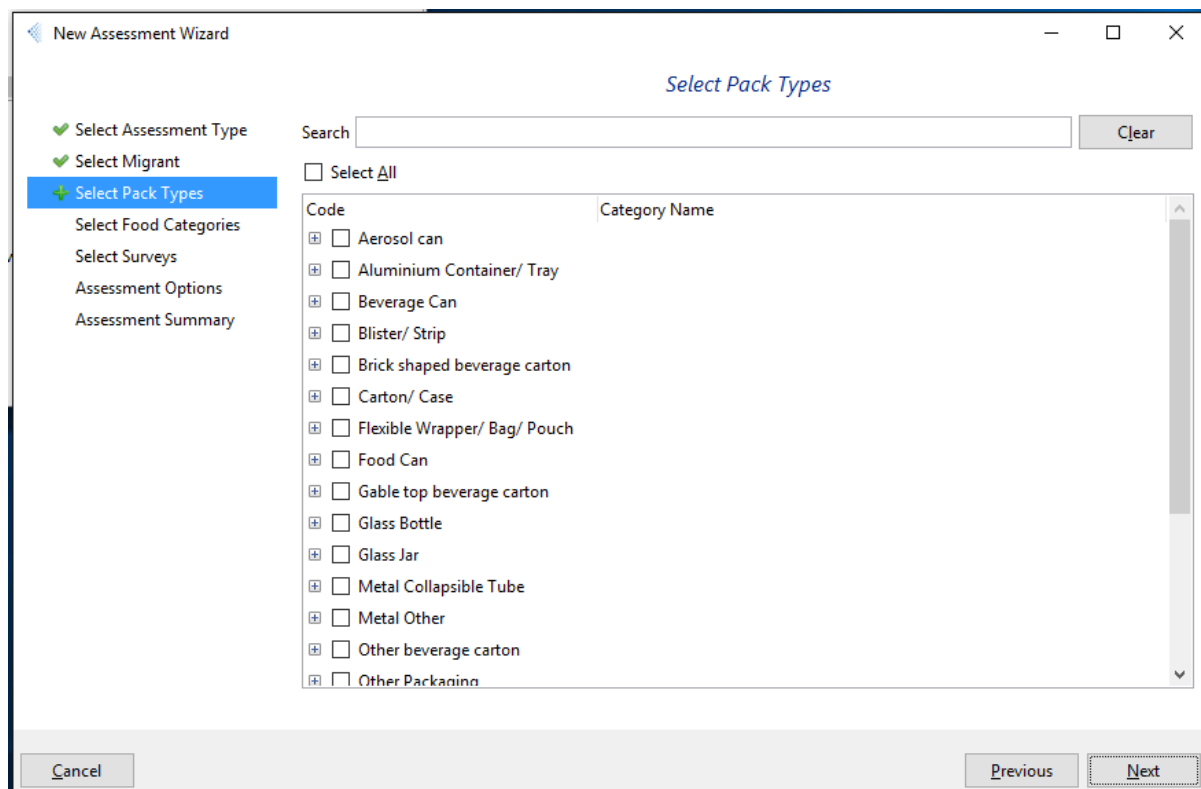 New Assessment Wizard
Select Pack Types
Select Assessment Type
Select Migrant
Select Pack Types
Select Food Categories
Select Surveys
Assessment Options
Assessment Summary
Search
Clear
Select All
Code Category Name
Aerosol can
Aluminium Container/ Tray
Beverage Can
Blister/ Strip
Brick shaped beverage carton
Carton/ Case
Flexible Wrapper/ Bag/ Pouch
Food Can
Gable top beverage carton
Glass Bottle
Glass Jar
Metal Collapsible Tube
Metal Other
Other beverage carton
Other Packaging
Cancel
Previous
Next